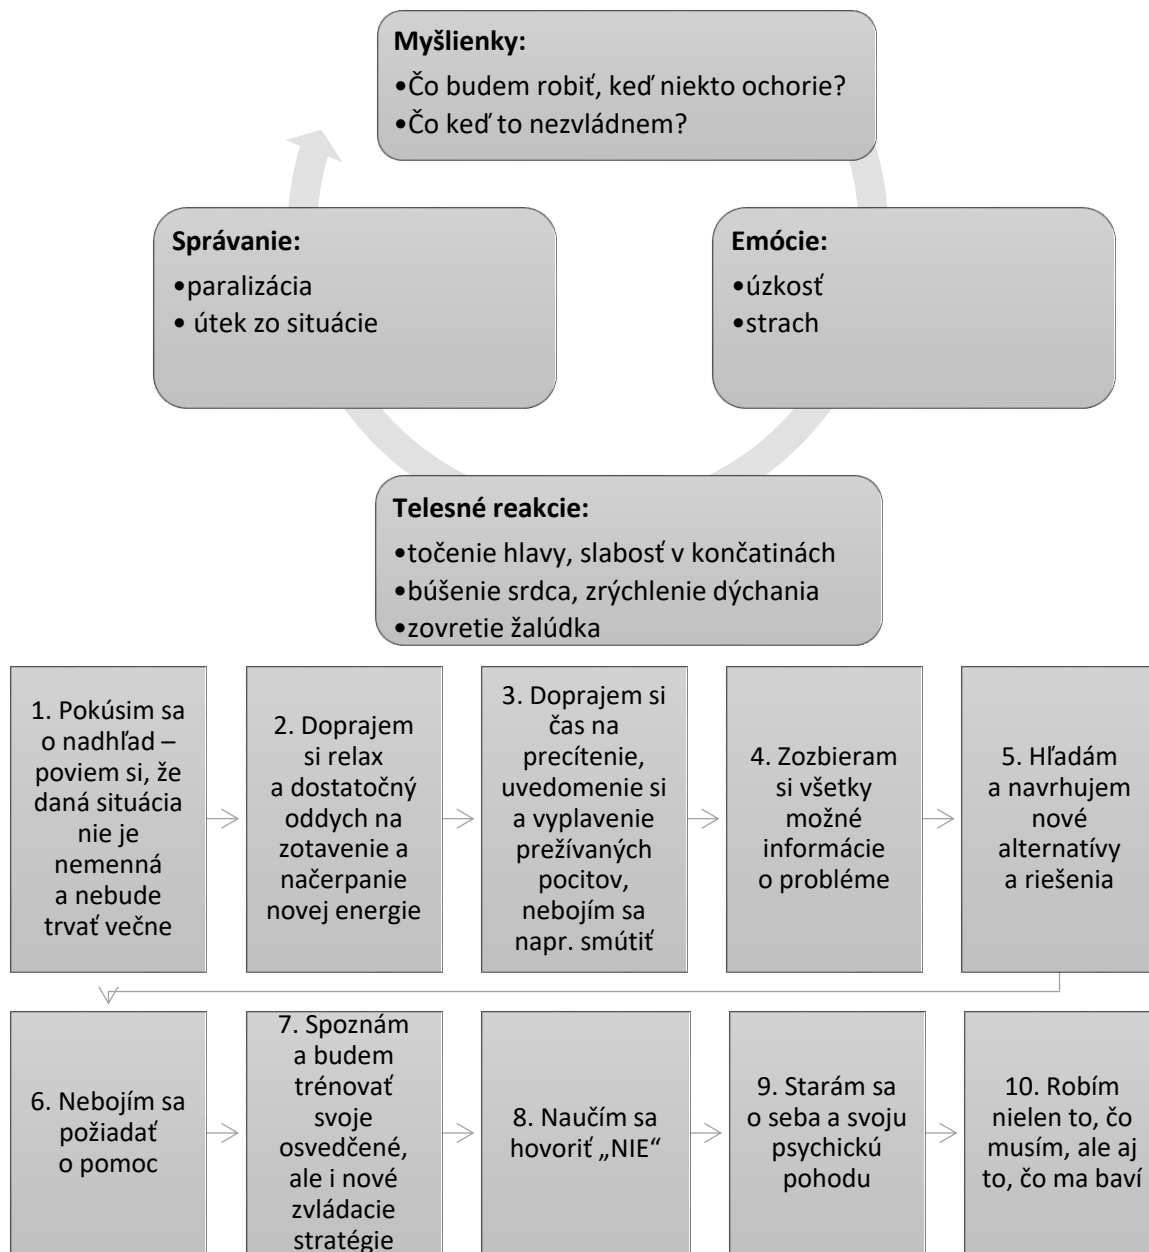 Myšlienky:
•Čo budem robiť, keď niekto ochorie?
•Čo keď to nezvládnem?
Správanie:
•paralizácia
• útek zo situácie
Emócie:
•úzkosť
•strach
Telesné reakcie:
•točenie hlavy, slabosť v končatinách
•búšenie srdca, zrýchlenie dýchania
•zovretie žalúdka
1. Pokúsim sa
o nadhľad –
poviem si, že
daná situácia
nie je
nemenná
a nebude
trvať večne
2. Doprajem
si relax
a dostatočný
oddych na
zotavenie a
načerpanie
novej energie
3. Doprajem si
čas na
precítenie,
uvedomenie si
a vyplavenie
prežívaných
pocitov,
nebojím sa
napr. smútiť
4. Zozbieram
si všetky
možné
informácie
o probléme
5. Hľadám
a navrhujem
nové
alternatívy
a riešenia
6. Nebojím sa
požiadať
o pomoc
7. Spoznám
a budem
trénovať
svoje
osvedčené,
ale i nové
zvládacie
stratégie
8. Naučím sa
hovoriť „NIE“
9. Starám sa
o seba a svoju
psychickú
pohodu
10. Robím
nielen to, čo
musím, ale aj
to, čo ma baví